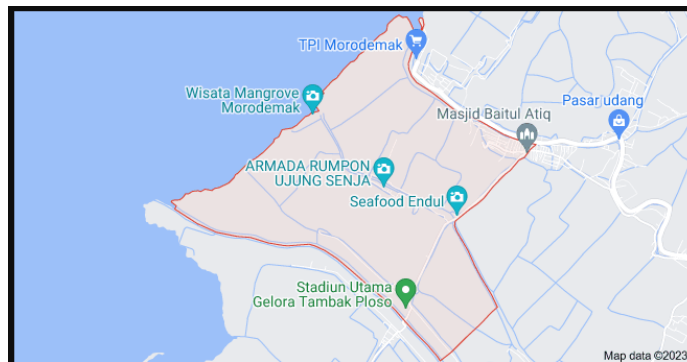 TPI Morodemak
Wisata Mangrove
Morodemak
Pasar udang
Masjid Baitul Atiq
ARMADA RUMPON
UJUNG SENJA
Seafood Endul
Stadiun Utama
Gelora Tambak Ploso
Map data ©2023